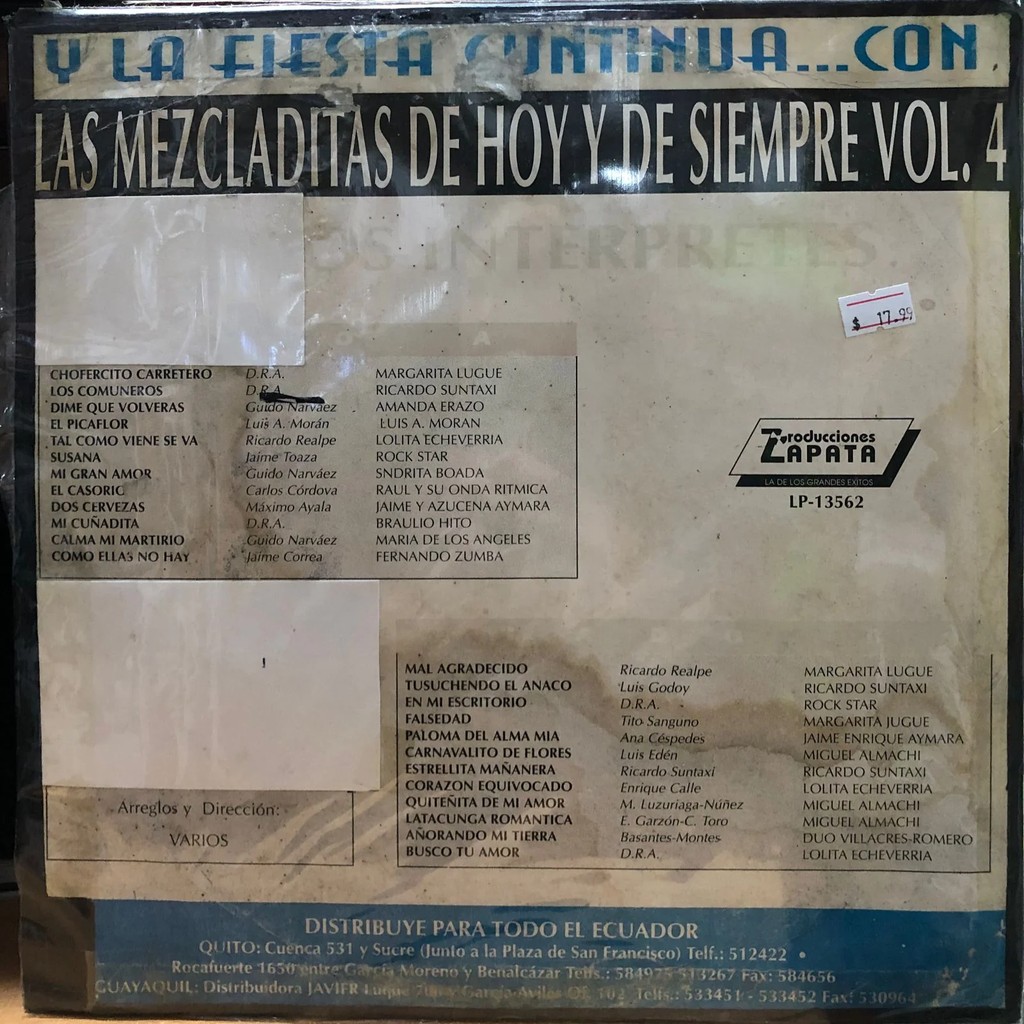 Y LA FIESTA CONTINUA...CON
LAS MEZCLADITAS DE HOY Y DE SIEMPRE VOL. 4
INTERPRETES
$ 17.99
A
CHOFERCITO CARRETERO D.R.A. MARGARITA LUGUE
LOS COMUNEROS D.R.A. RICARDO SUNTAXI
DIME QUE VOLVERAS Guido Narváez AMANDA ERAZO
EL PICAFLOR Luis A. Morán LUIS A. MORAN
TAL COMO VIENE SE VA Ricardo Realpe LOLITA ECHEVERRIA
SUSANA Jaime Toaza ROCK STAR
MI GRAN AMOR Guido Narváez SNDRITA BOADA
EL CASORIO Carlos Córdova RAUL Y SU ONDA RITMICA
DOS CERVEZAS Máximo Ayala JAIME Y AZUCENA AYMARA
MI CUÑADITA D.R.A. BRAULIO HITO
CALMA MI MARTIRIO Guido Narváez MARIA DE LOS ANGELES
COMO ELLAS NO HAY Jaime Correa FERNANDO ZUMBA
Producciones
ZAPATA
LA DE LOS GRANDES EXITOS
LP-13562
MAL AGRADECIDO Ricardo Realpe MARGARITA LUGUE
TUSUCHENDO EL ANACO Luis Godoy RICARDO SUNTAXI
EN MI ESCRITORIO D.R.A. ROCK STAR
FALSEDAD Tito Sanguno MARGARITA JUGUE
PALOMA DEL ALMA MIA Ana Céspedes JAIME ENRIQUE AYMARA
CARNAVALITO DE FLORES Luis Edén MIGUEL ALMACHI
ESTRELLITA MAÑANERA Ricardo Suntaxi RICARDO SUNTAXI
CORAZON EQUIVOCADO Enrique Calle LOLITA ECHEVERRIA
QUITEÑITA DE MI AMOR M. Luzuriaga-Núñez MIGUEL ALMACHI
LATACUNGA ROMANTICA E. Garzón-C. Toro MIGUEL ALMACHI
AÑORANDO MI TIERRA Basantes-Montes DUO VILLACRES-ROMERO
BUSCO TU AMOR D.R.A. LOLITA ECHEVERRIA
Arreglos y Dirección:
VARIOS
DISTRIBUYE PARA TODO EL ECUADOR
QUITO: Cuenca 531 y Sucre (Junto a la Plaza de San Francisco) Telf.: 512422 •
Rocafuerte 1650 entre García Moreno y Benalcázar Telfs.: 584975 513267 Fax: 584656
GUAYAQUIL: Distribuidora JAVIER Luque y García Aviles Of. 102 Telfs.: 533451 - 533452 Fax: 530964